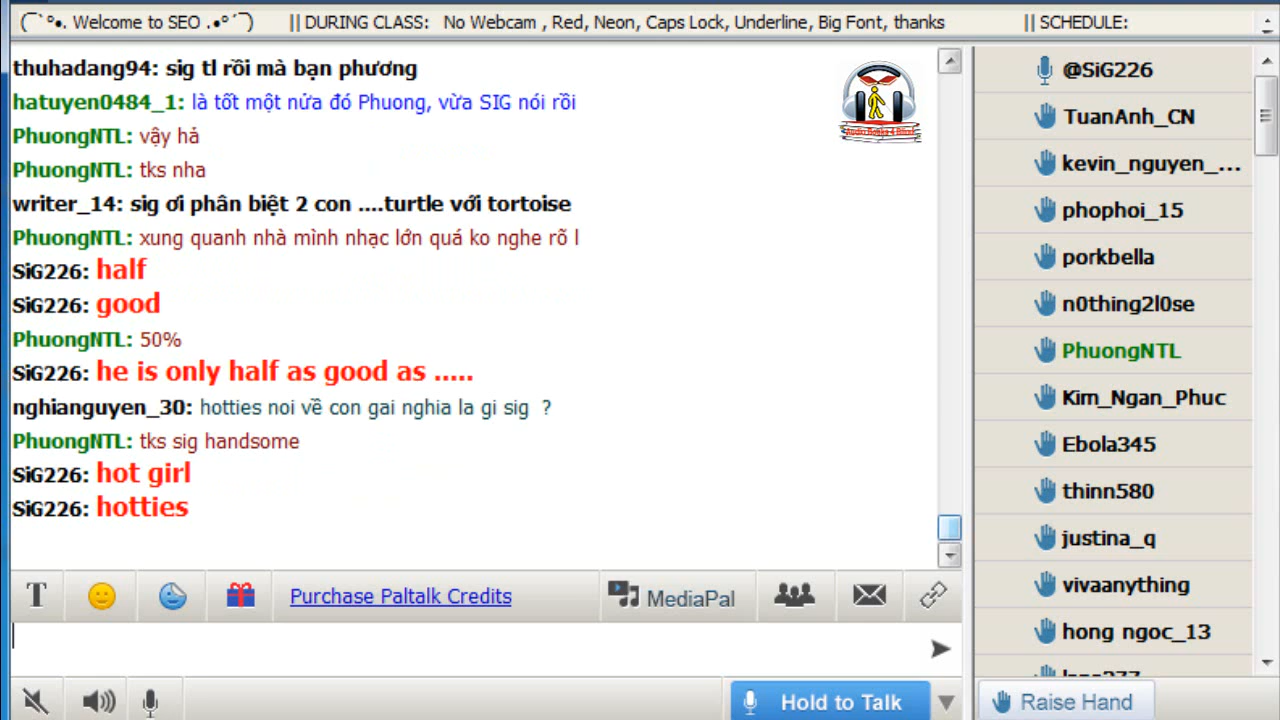 (¯`°•. Welcome to SEO .•°´¯) || DURING CLASS: No Webcam , Red, Neon, Caps Lock, Underline, Big Font, thanks || SCHEDULE:
thuhadang94: sig tl rồi mà bạn phương
hatuyen0484_1: là tốt một nửa đó Phuong, vừa SIG nói rồi
PhuongNTL: vậy hả
PhuongNTL: tks nha
writer_14: sig ơi phân biệt 2 con ....turtle với tortoise
PhuongNTL: xung quanh nhà mình nhạc lớn quá ko nghe rõ l
SiG226: half
SiG226: good
PhuongNTL: 50%
SiG226: he is only half as good as .....
nghianguyen_30: hotties noi về con gai nghia la gi sig ?
PhuongNTL: tks sig handsome
SiG226: hot girl
SiG226: hotties
T
Purchase Paltalk Credits
MediaPal
Hold to Talk
@SiG226
TuanAnh_CN
kevin_nguyen_...
phophoi_15
porkbella
n0thing2l0se
PhuongNTL
Kim_Ngan_Phuc
Ebola345
thinn580
justina_q
vivaanything
hong ngoc_13
Raise Hand